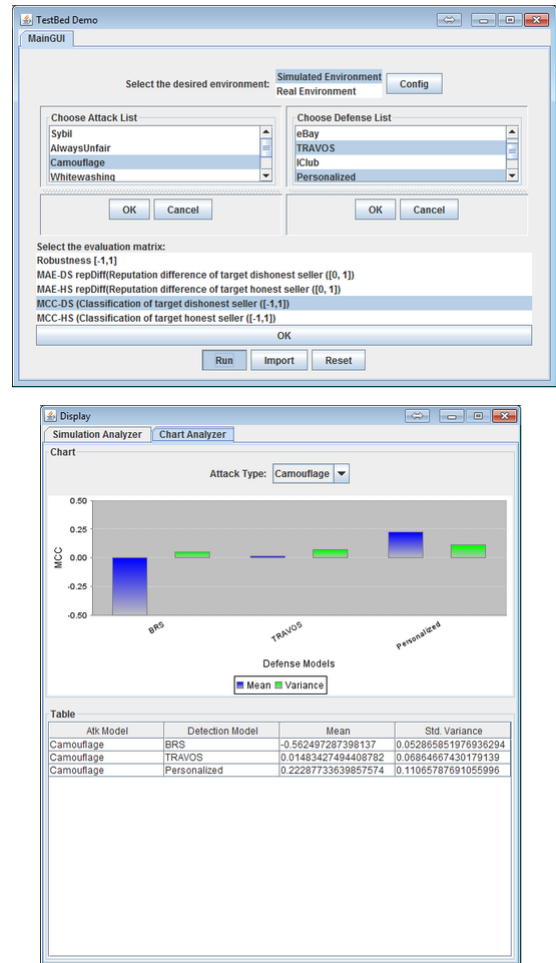 TestBed Demo
MainGUI
Select the desired environment:
Simulated Environment
Real Environment
Config
Choose Attack List
Sybil
AlwaysUnfair
Camouflage
Whitewashing
Choose Defense List
eBay
TRAVOS
IClub
Personalized
OK Cancel
OK Cancel
Select the evaluation matrix:
Robustness [-1,1]
MAE-DS repDiff(Reputation difference of target dishonest seller ([0, 1])
MAE-HS repDiff(Reputation difference of target honest seller ([0, 1])
MCC-DS (Classification of target dishonest seller ([-1,1])
MCC-HS (Classification of target honest seller ([-1,1])
OK
Run Import Reset
Display
Simulation Analyzer Chart Analyzer
Chart
Attack Type: Camouflage
0.50
0.25
0.00
-0.25
-0.50
MCC
BRS TRAVOS Personalized
Defense Models
Mean Variance
Table
Atk Model Detection Model Mean Std. Variance
Camouflage BRS -0.562497287398137 0.052865851976936294
Camouflage TRAVOS 0.01483427494408782 0.06864667430179139
Camouflage Personalized 0.22287733639857574 0.11065787691055996